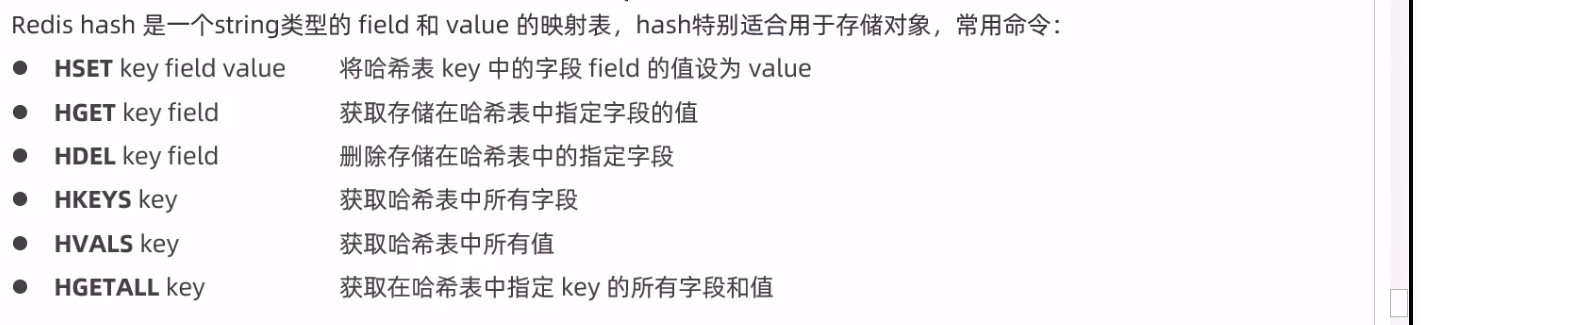 Redis hash 是一个string类型的 field 和 value 的映射表，hash特别适合用于存储对象，常用命令：
● HSET key field value 将哈希表 key 中的字段 field 的值设为 value
● HGET key field 获取存储在哈希表中指定字段的值
● HDEL key field 删除存储在哈希表中的指定字段
● HKEYS key 获取哈希表中所有字段
● HVALS key 获取哈希表中所有值
● HGETALL key 获取在哈希表中指定 key 的所有字段和值